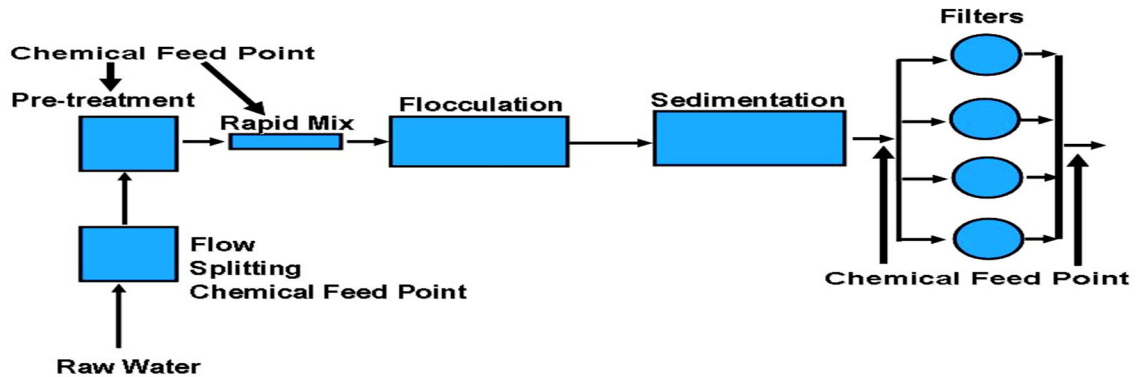 Filters
Chemical Feed Point
Pre-treatment
Rapid Mix
Flocculation
Sedimentation
Flow
Splitting
Chemical Feed Point
Chemical Feed Point
Raw Water